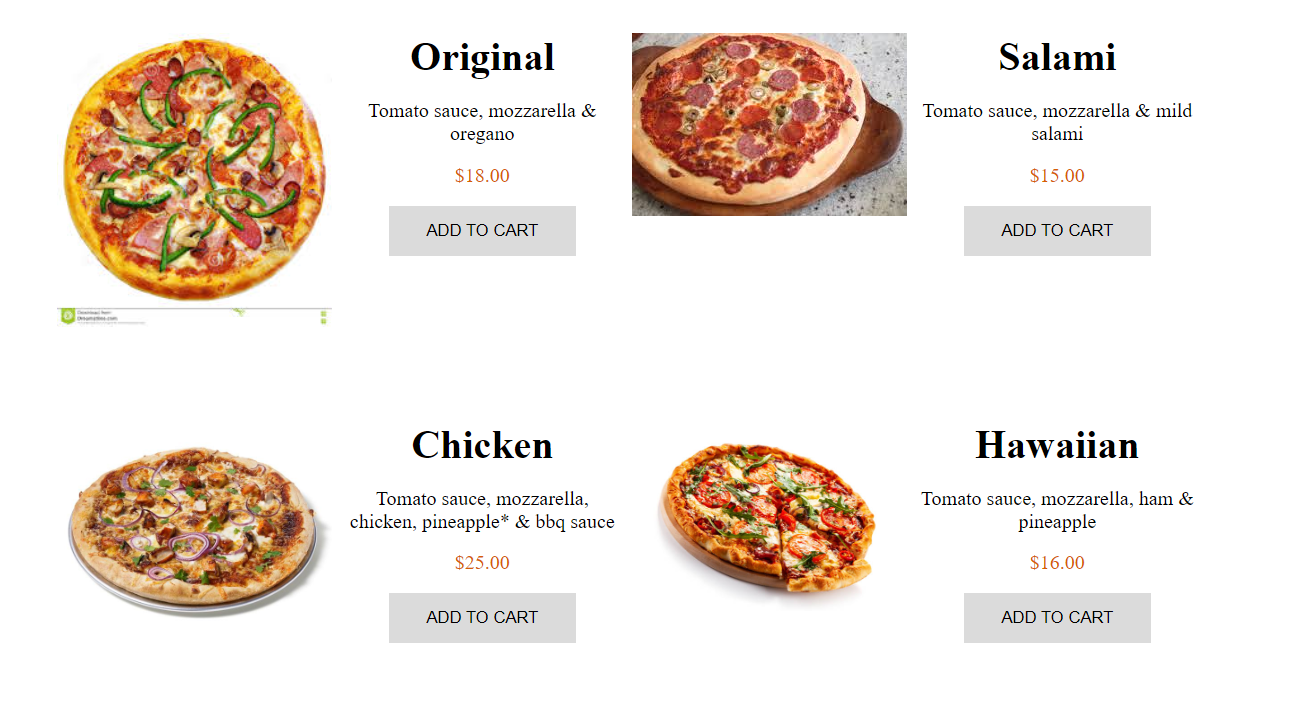 Original
Tomato sauce, mozzarella &
oregano
$18.00
ADD TO CART
Salami
Tomato sauce, mozzarella & mild
salami
$15.00
ADD TO CART
Chicken
Tomato sauce, mozzarella,
chicken, pineapple* & bbq sauce
$25.00
ADD TO CART
Hawaiian
Tomato sauce, mozzarella, ham &
pineapple
$16.00
ADD TO CART